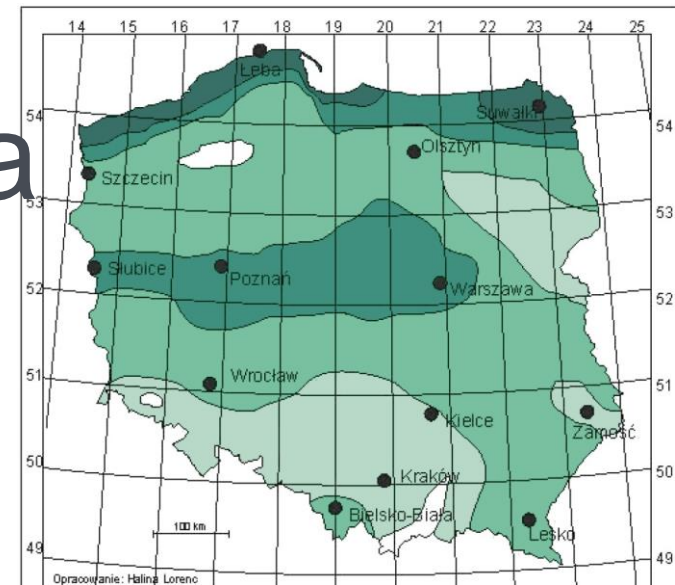 14 15 16 17 18 19 20 21 22 23 24 25
Łeba
54 Suwałki 54
Olsztyn
a
Szczecin
53 53
Słubice Poznań Warszawa
52 52
Wrocław
51 51
Kielce Zamość
50 Kraków 50
Bielsko-Biała Lesko
100 km
49 49
Opracowanie: Halina Lorenc